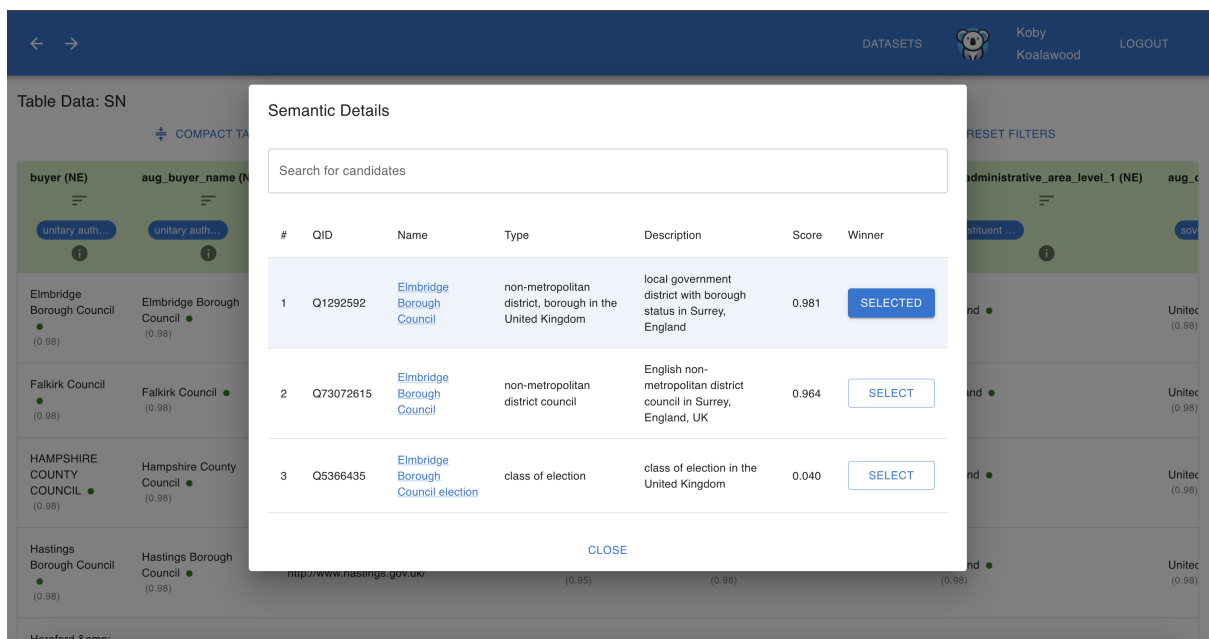 DATASETS
Koby
Koalawood
LOGOUT
Table Data: SN
COMPACT TA
RESET FILTERS
Semantic Details
Search for candidates
# QID Name Type Description Score Winner
1 Q1292592 Elmbridge Borough Council non-metropolitan district, borough in the United Kingdom local government district with borough status in Surrey, England 0.981 SELECTED
2 Q73072615 Elmbridge Borough Council non-metropolitan district council English non-metropolitan district council in Surrey, England, UK 0.964 SELECT
3 Q5366435 Elmbridge Borough Council election class of election class of election in the United Kingdom 0.040 SELECT
CLOSE
buyer (NE) aug_buyer_name (N administrative_area_level_1 (NE) aug_c
unitary auth... unitary auth... stituent ... sov
Elmbridge
Borough Council
(0.98)
Elmbridge Borough
Council
(0.98)
nd
United
(0.98)
Falkirk Council
(0.98)
Falkirk Council
(0.98)
and
United
(0.98)
HAMPSHIRE
COUNTY
COUNCIL
(0.98)
Hampshire County
Council
(0.98)
nd
United
(0.98)
Hastings
Borough Council
(0.98)
Hastings Borough
Council
(0.98)
http://www.hastings.gov.uk/
(0.95)
(0.98)
nd
(0.98)
United
(0.98)
Hereford &amp;